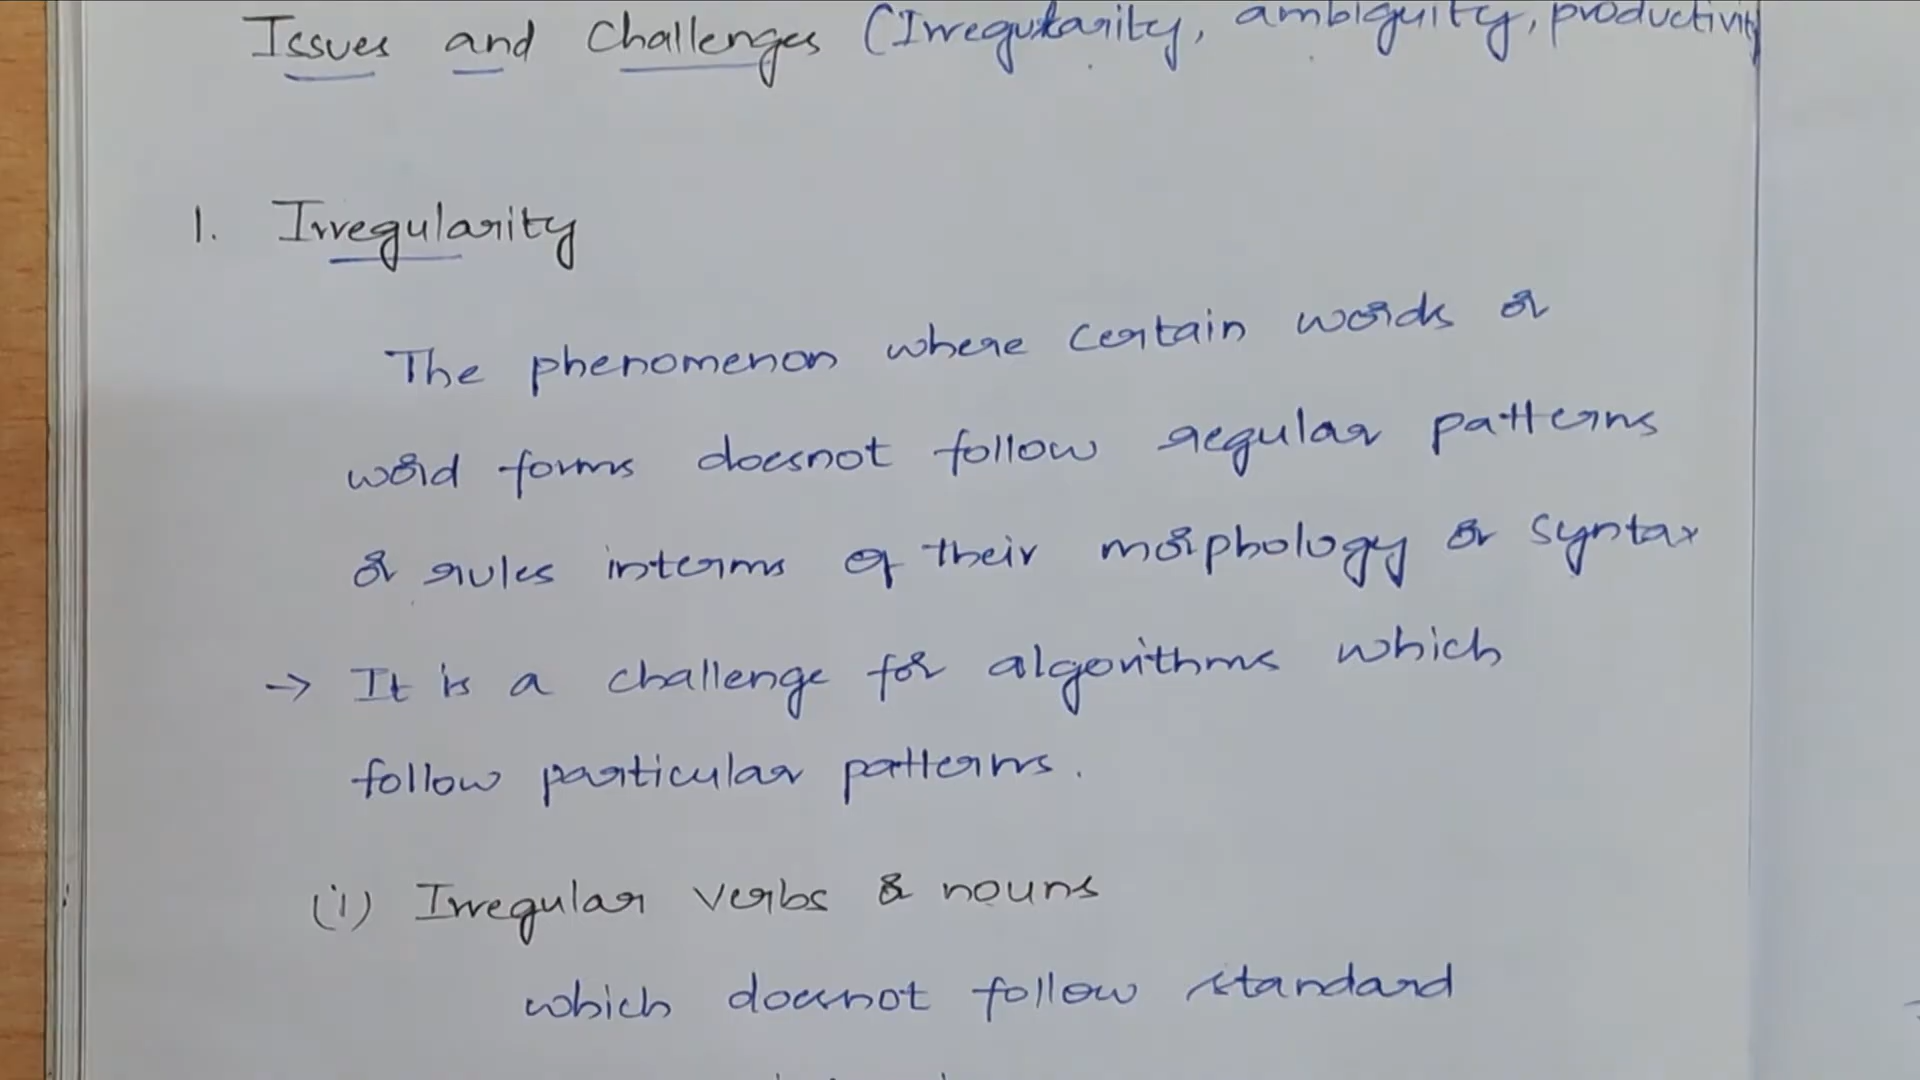 Issues and Challenges (Irregularity, ambiguity, productivity
1. Irregularity
The phenomenon where certain words or
word forms doesnot follow regular patterns
or rules interms of their morphology or syntax
→ It is a challenge for algorithms which
follow particular patterns.
(i) Irregular verbs & nouns
which doesnot follow standard